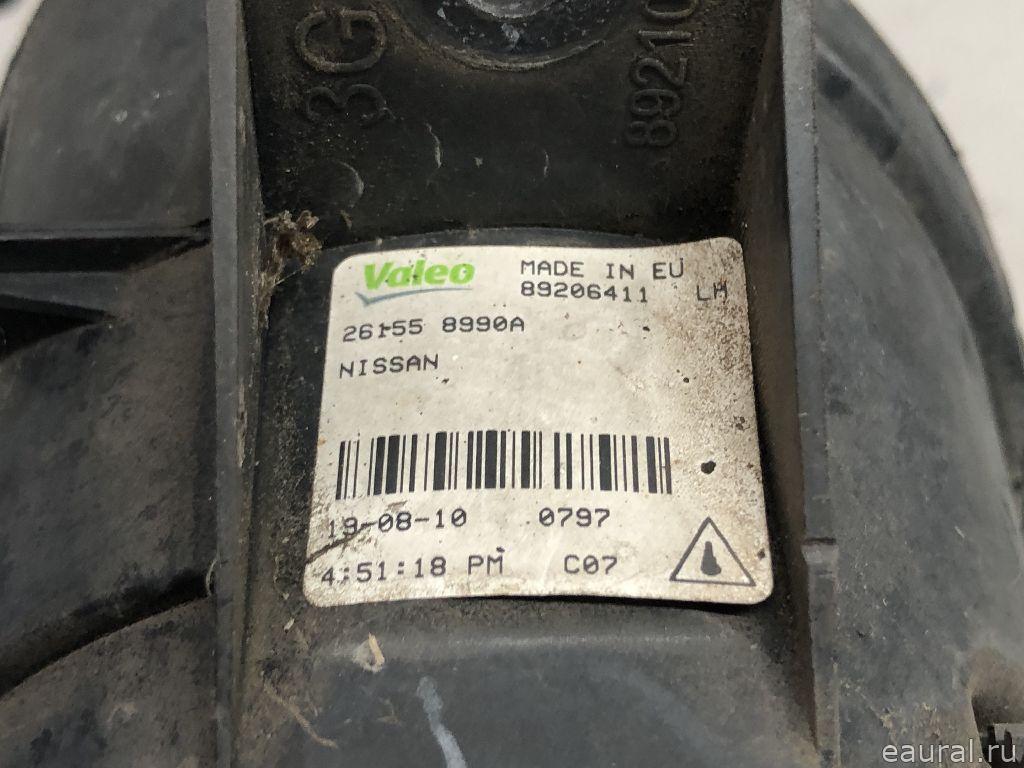 3G
89210
Valeo MADE IN EU
89206411 LH
26155 8990A
NISSAN
19-08-10 0797
4:51:18 PM C07
eaural.ru